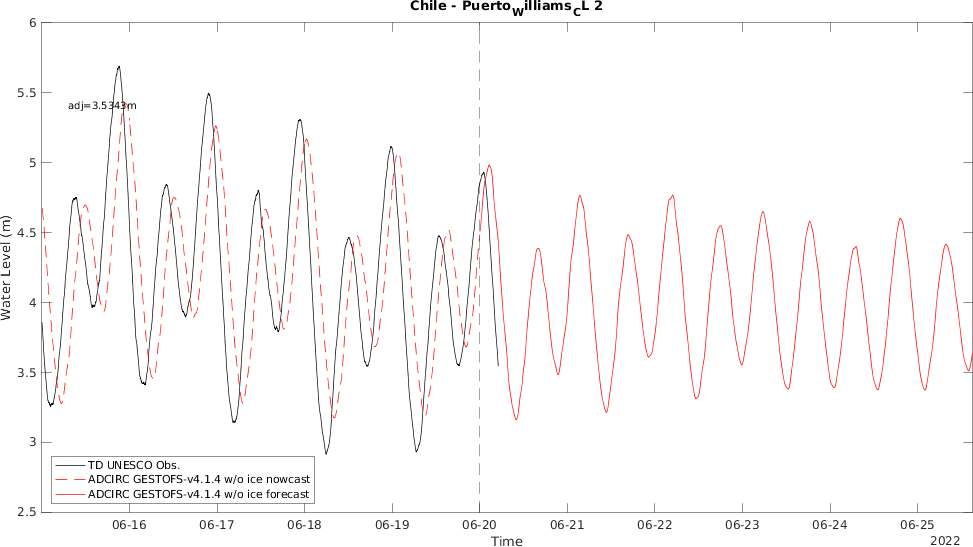 Chile - PuertoWilliamsCL 2
6
5.5
5
4.5
4
3.5
3
2.5
Water Level (m)
adj=3.5343m
TD UNESCO Obs.
ADCIRC GESTOFS-v4.1.4 w/o ice nowcast
ADCIRC GESTOFS-v4.1.4 w/o ice forecast
06-16 06-17 06-18 06-19 06-20 06-21 06-22 06-23 06-24 06-25
Time
2022